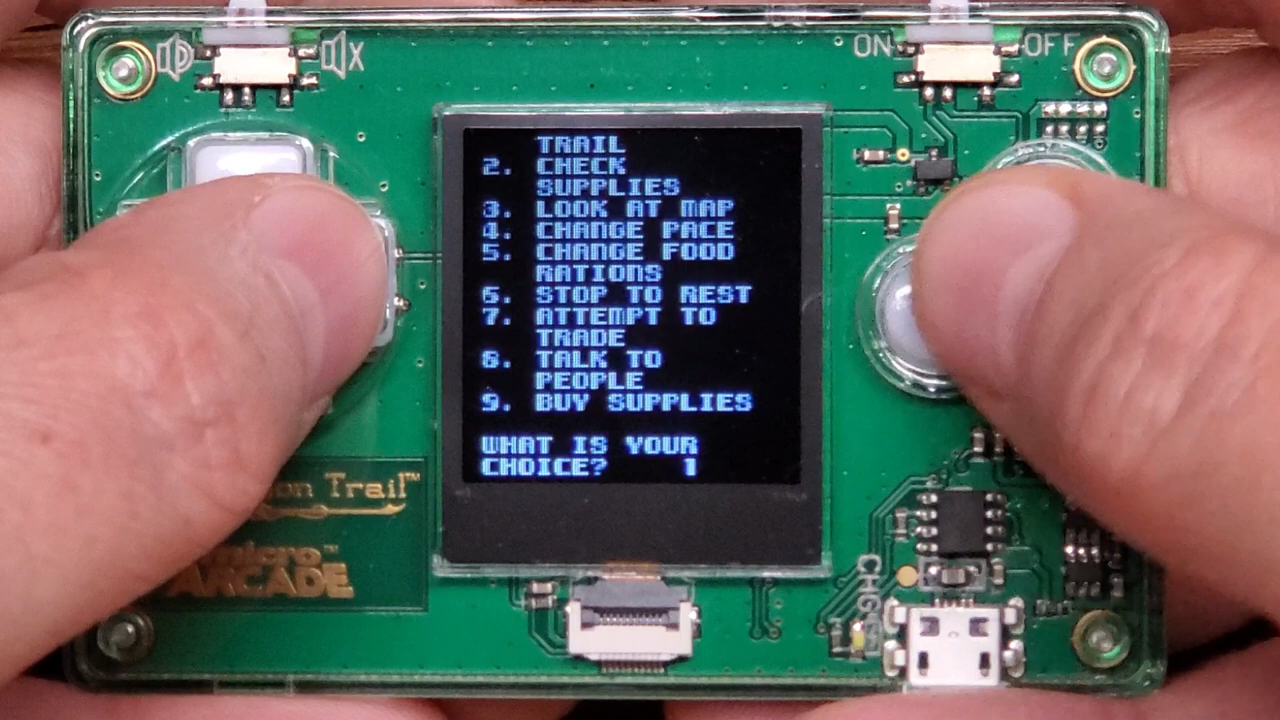 ON OFF
X
TRAIL
2. CHECK
SUPPLIES
3. LOOK AT MAP
4. CHANGE PACE
5. CHANGE FOOD
RATIONS
6. STOP TO REST
7. ATTEMPT TO
TRADE
8. TALK TO
PEOPLE
9. BUY SUPPLIES
WHAT IS YOUR
CHOICE? 1
on Trail™
micro™
ARCADE
CHG